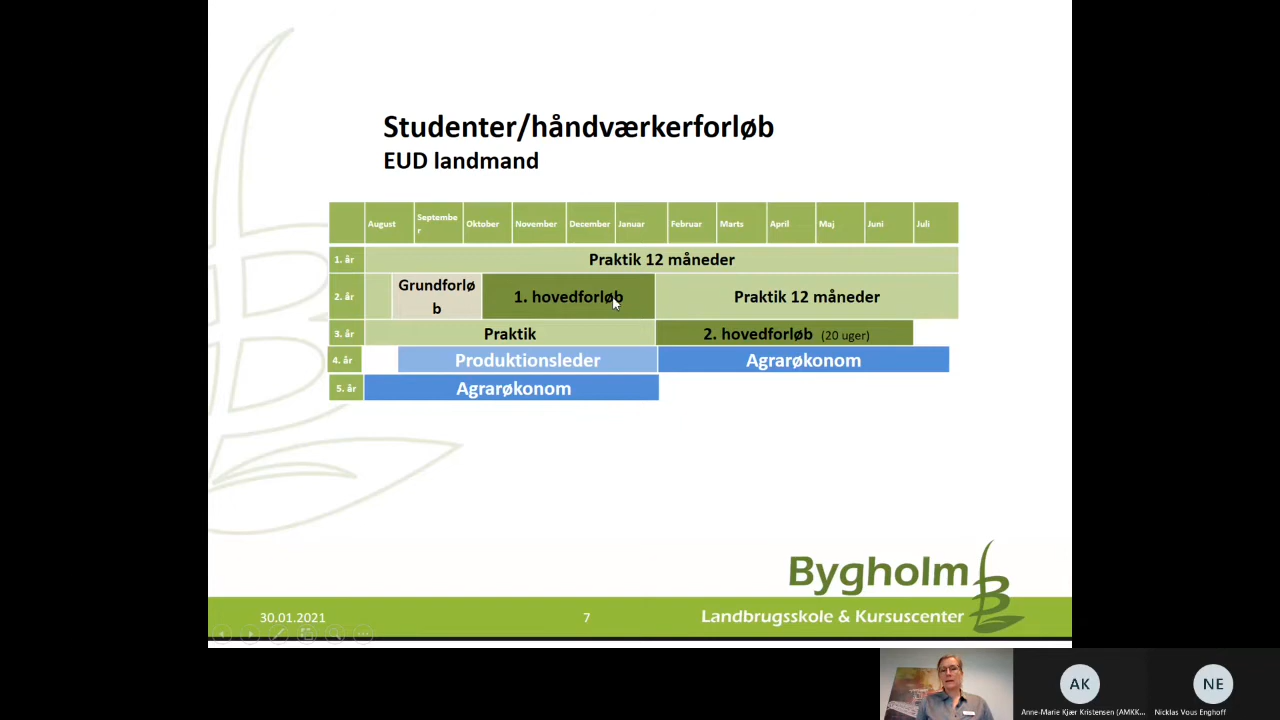 Studenter/håndværkerforløb
EUD landmand
August Septembe Oktober November December Januar Februar Marts April Maj Juni Juli
r
1. år Praktik 12 måneder
2. år Grundforlø 1. hovedforløb Praktik 12 måneder
b
3. år Praktik 2. hovedforløb (20 uger)
4. år Produktionsleder Agrarøkonom
5. år Agrarøkonom
Bygholm
30.01.2021 7 Landbrugsskole & Kursuscenter
AK NE
Anne-Marie Kjær Kristensen (AMKK... Nicklas Vous Enghoff